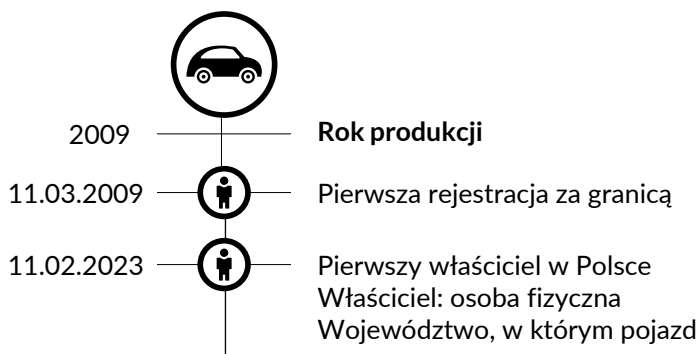 2009 Rok produkcji
11.03.2009 Pierwsza rejestracja za granicą
11.02.2023 Pierwszy właściciel w Polsce
Właściciel: osoba fizyczna
Województwo, w którym pojazd